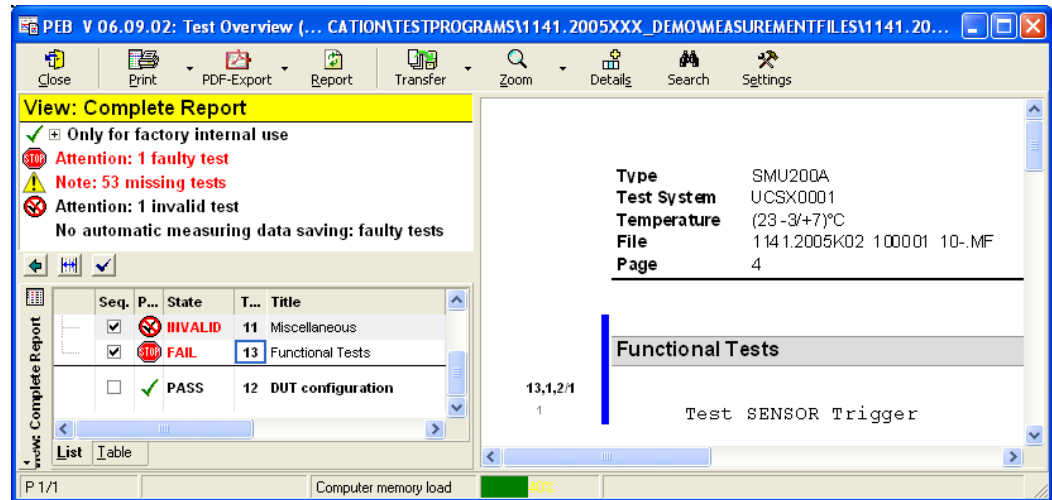 PEB V 06.09.02: Test Overview (... CATION\TESTPROGRAMS\1141.2005XXX_DEMO\MEASUREMENTFILES\1141.20...
Close Print PDF-Export Report Transfer Zoom Details Search Settings
View: Complete Report
Only for factory internal use
STOP Attention: 1 faulty test
Note: 53 missing tests
Attention: 1 invalid test
No automatic measuring data saving: faulty tests
Seq. P... State T... Title
INVALID 11 Miscellaneous
STOP FAIL 13 Functional Tests
PASS 12 DUT configuration
View: Complete Report
List Table
Type SMU200A
Test System UCSX0001
Temperature (23 -3/+7)°C
File 1141.2005K02 100001 10-.MF
Page 4
Functional Tests
13,1,2/1
1
Test SENSOR Trigger
P 1/1 Computer memory load 40%